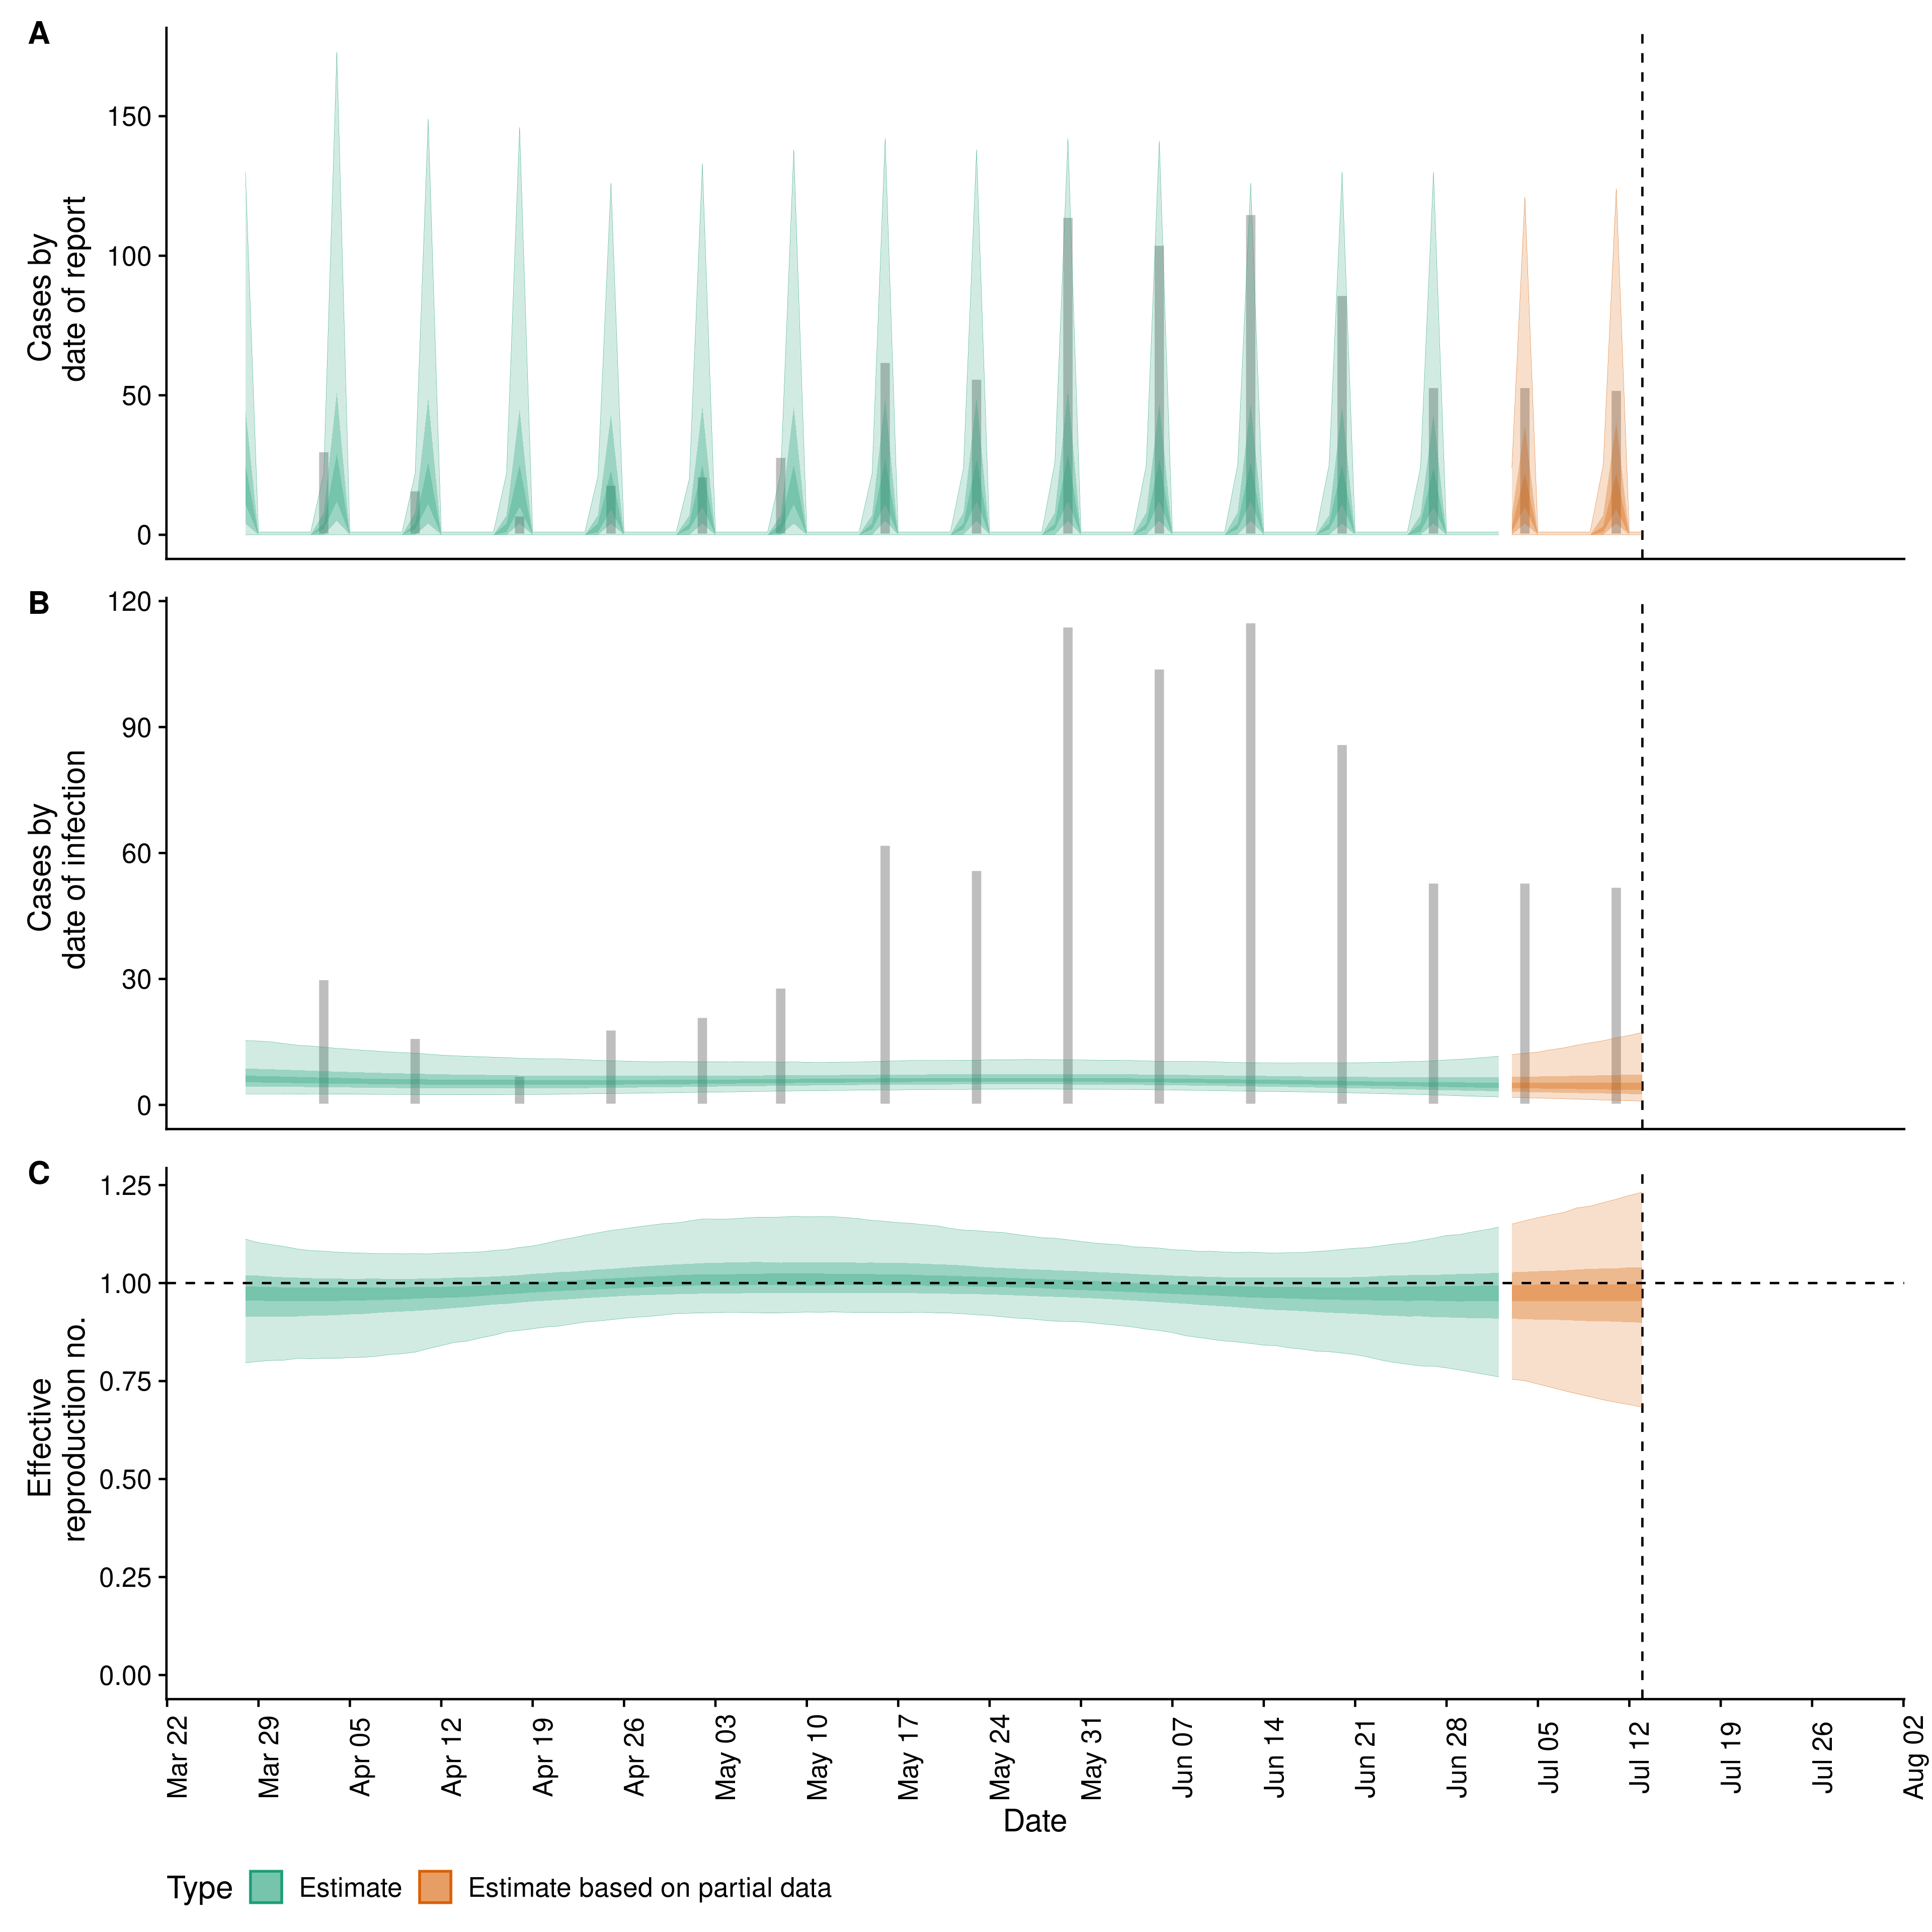 A
150
100
50
0
Cases by
date of report
B
120
90
60
30
0
Cases by
date of infection
C
1.25
1.00
0.75
0.50
0.25
0.00
Effective
reproduction no.
Mar 22
Mar 29
Apr 05
Apr 12
Apr 19
Apr 26
May 03
May 10
May 17
May 24
May 31
Jun 07
Jun 14
Jun 21
Jun 28
Jul 05
Jul 12
Jul 19
Jul 26
Aug 02
Date
Type Estimate Estimate based on partial data